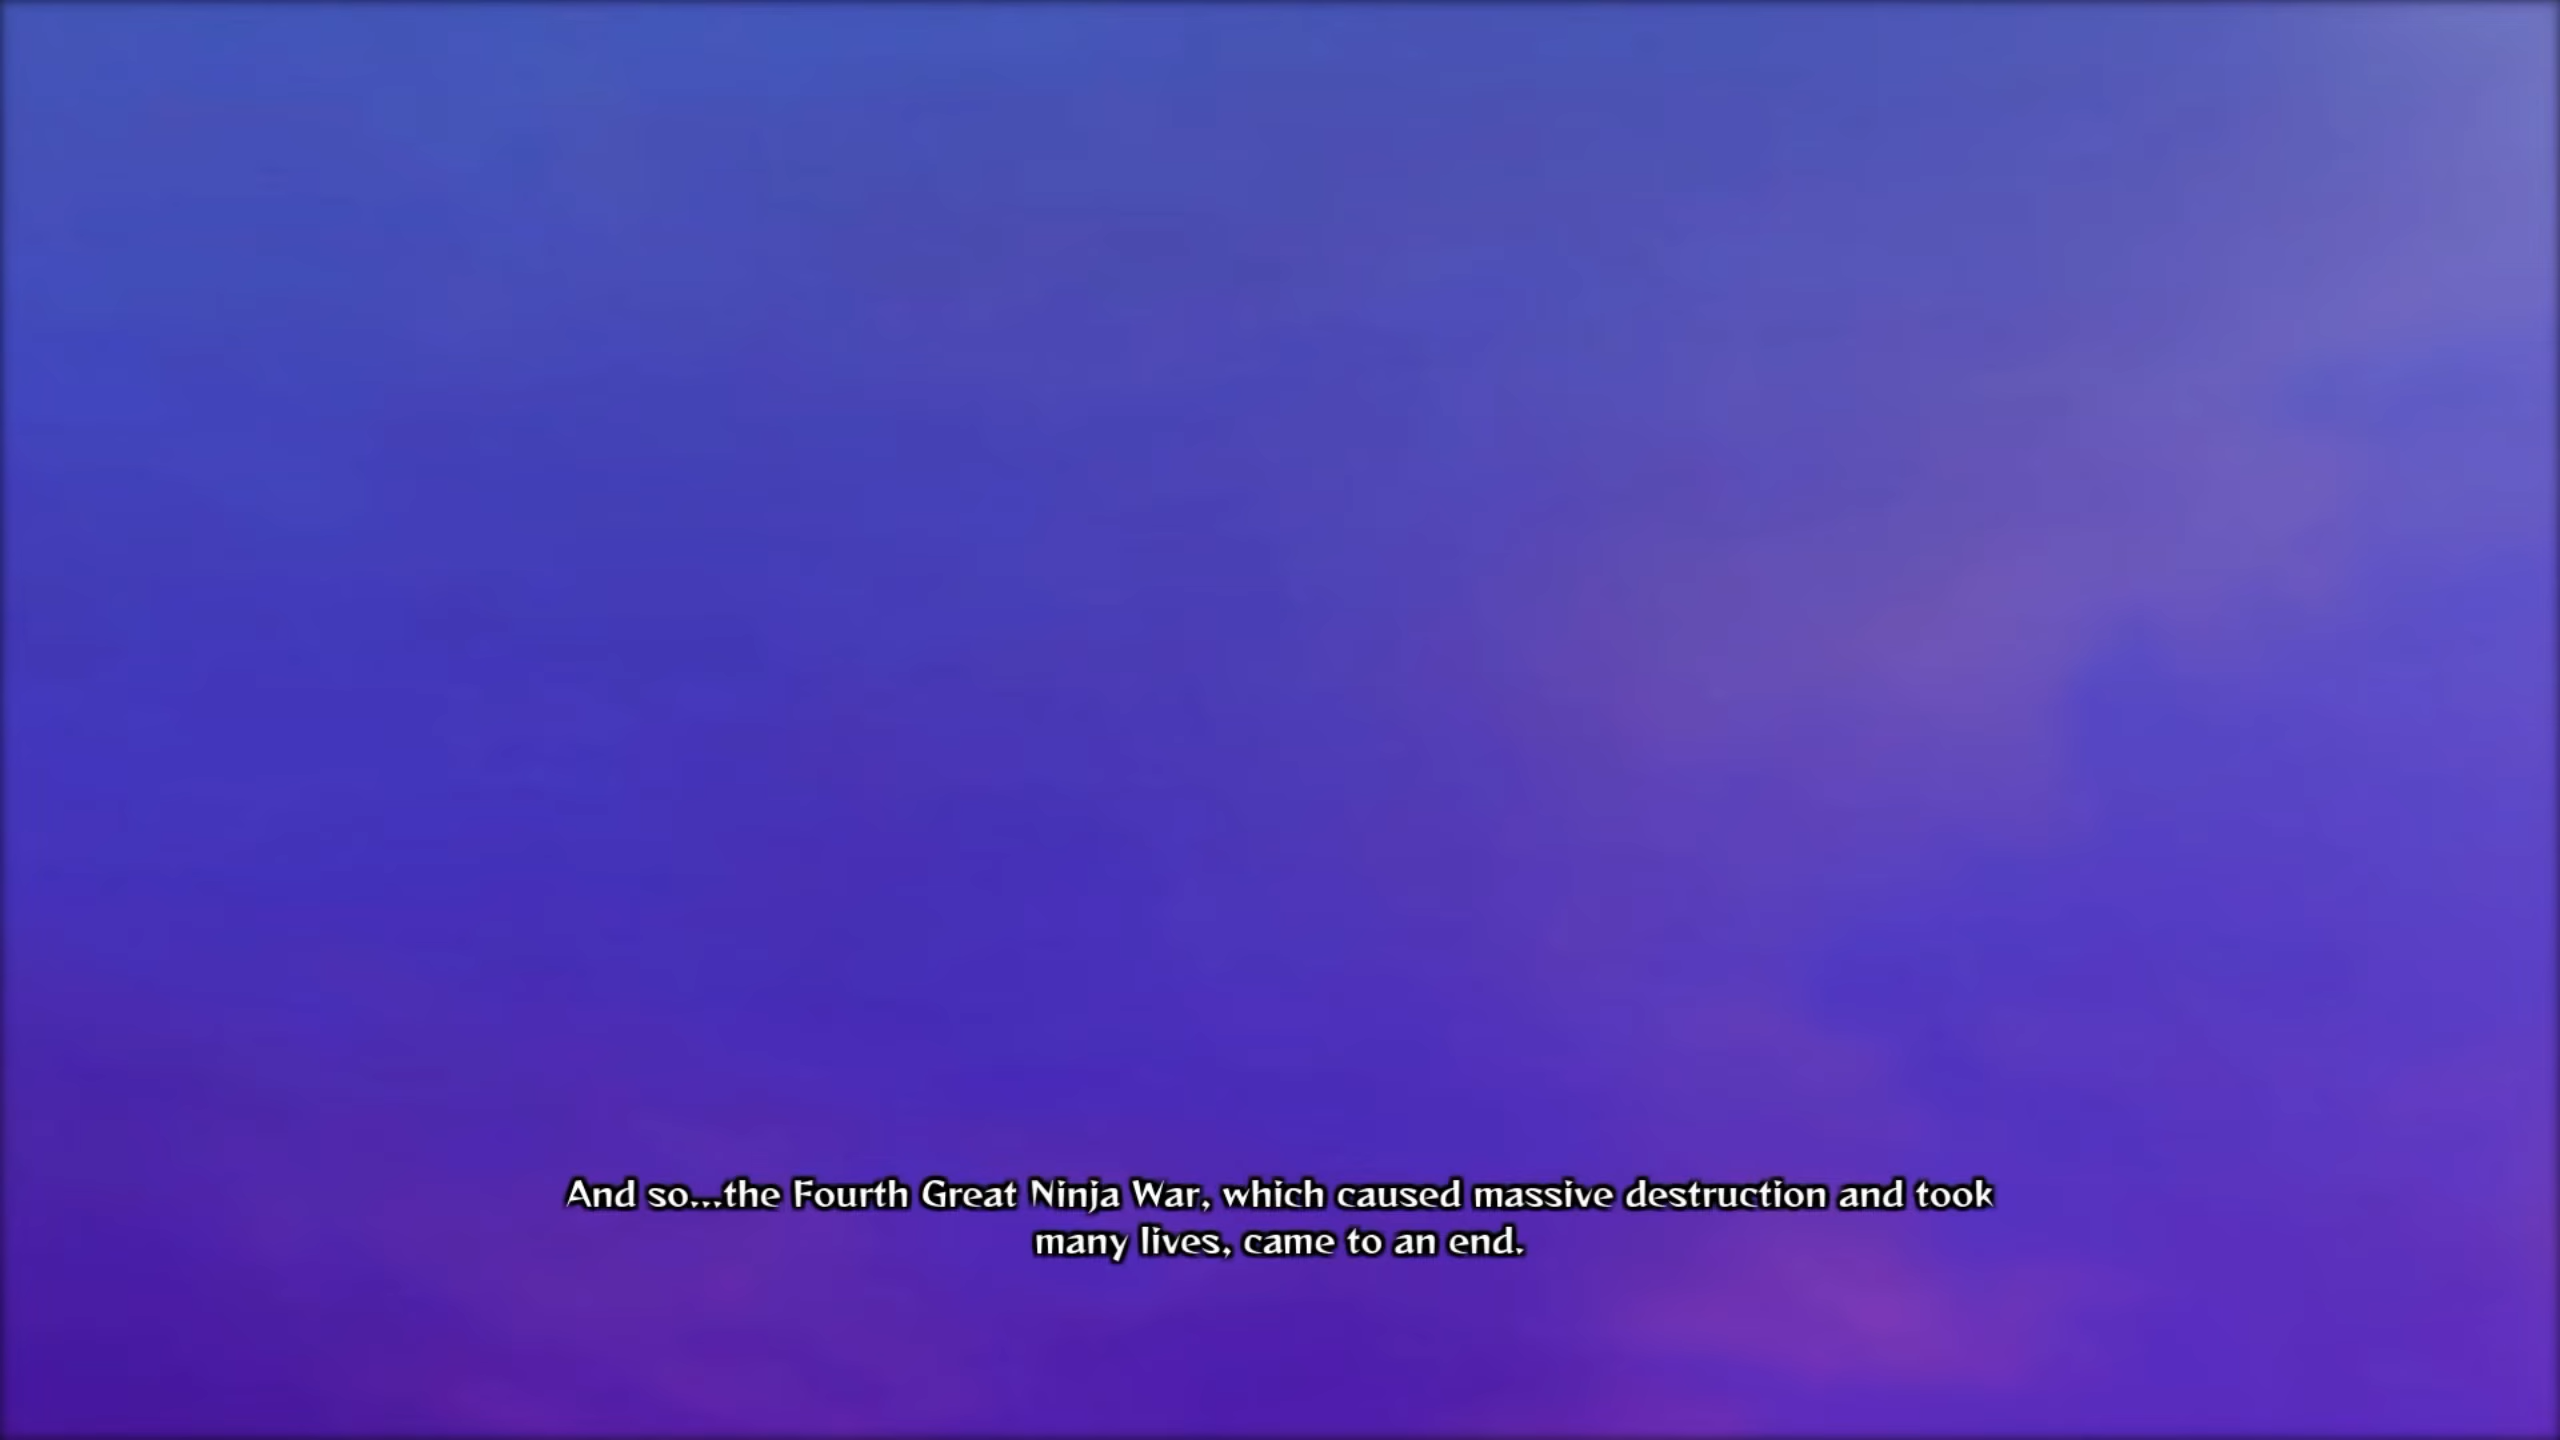 And so...the Fourth Great Ninja War, which caused massive destruction and took
many lives, came to an end.